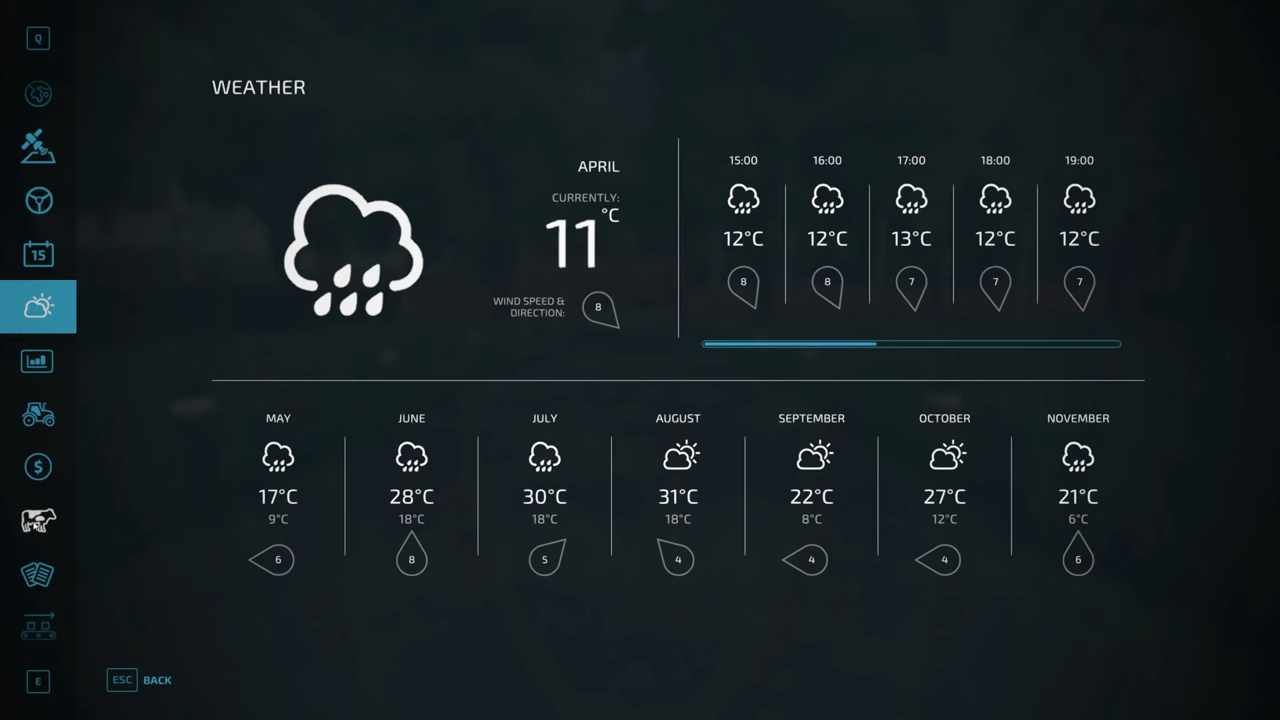 Q
WEATHER
APRIL
CURRENTLY:
11°C
WIND SPEED &
DIRECTION:
8
15:00 16:00 17:00 18:00 19:00
12°C 12°C 13°C 12°C 12°C
8 8 7 7 7
15
MAY JUNE JULY AUGUST SEPTEMBER OCTOBER NOVEMBER
17°C 28°C 30°C 31°C 22°C 27°C 21°C
9°C 18°C 18°C 18°C 8°C 12°C 6°C
6 8 5 4 4 4 6
$
E
ESC BACK